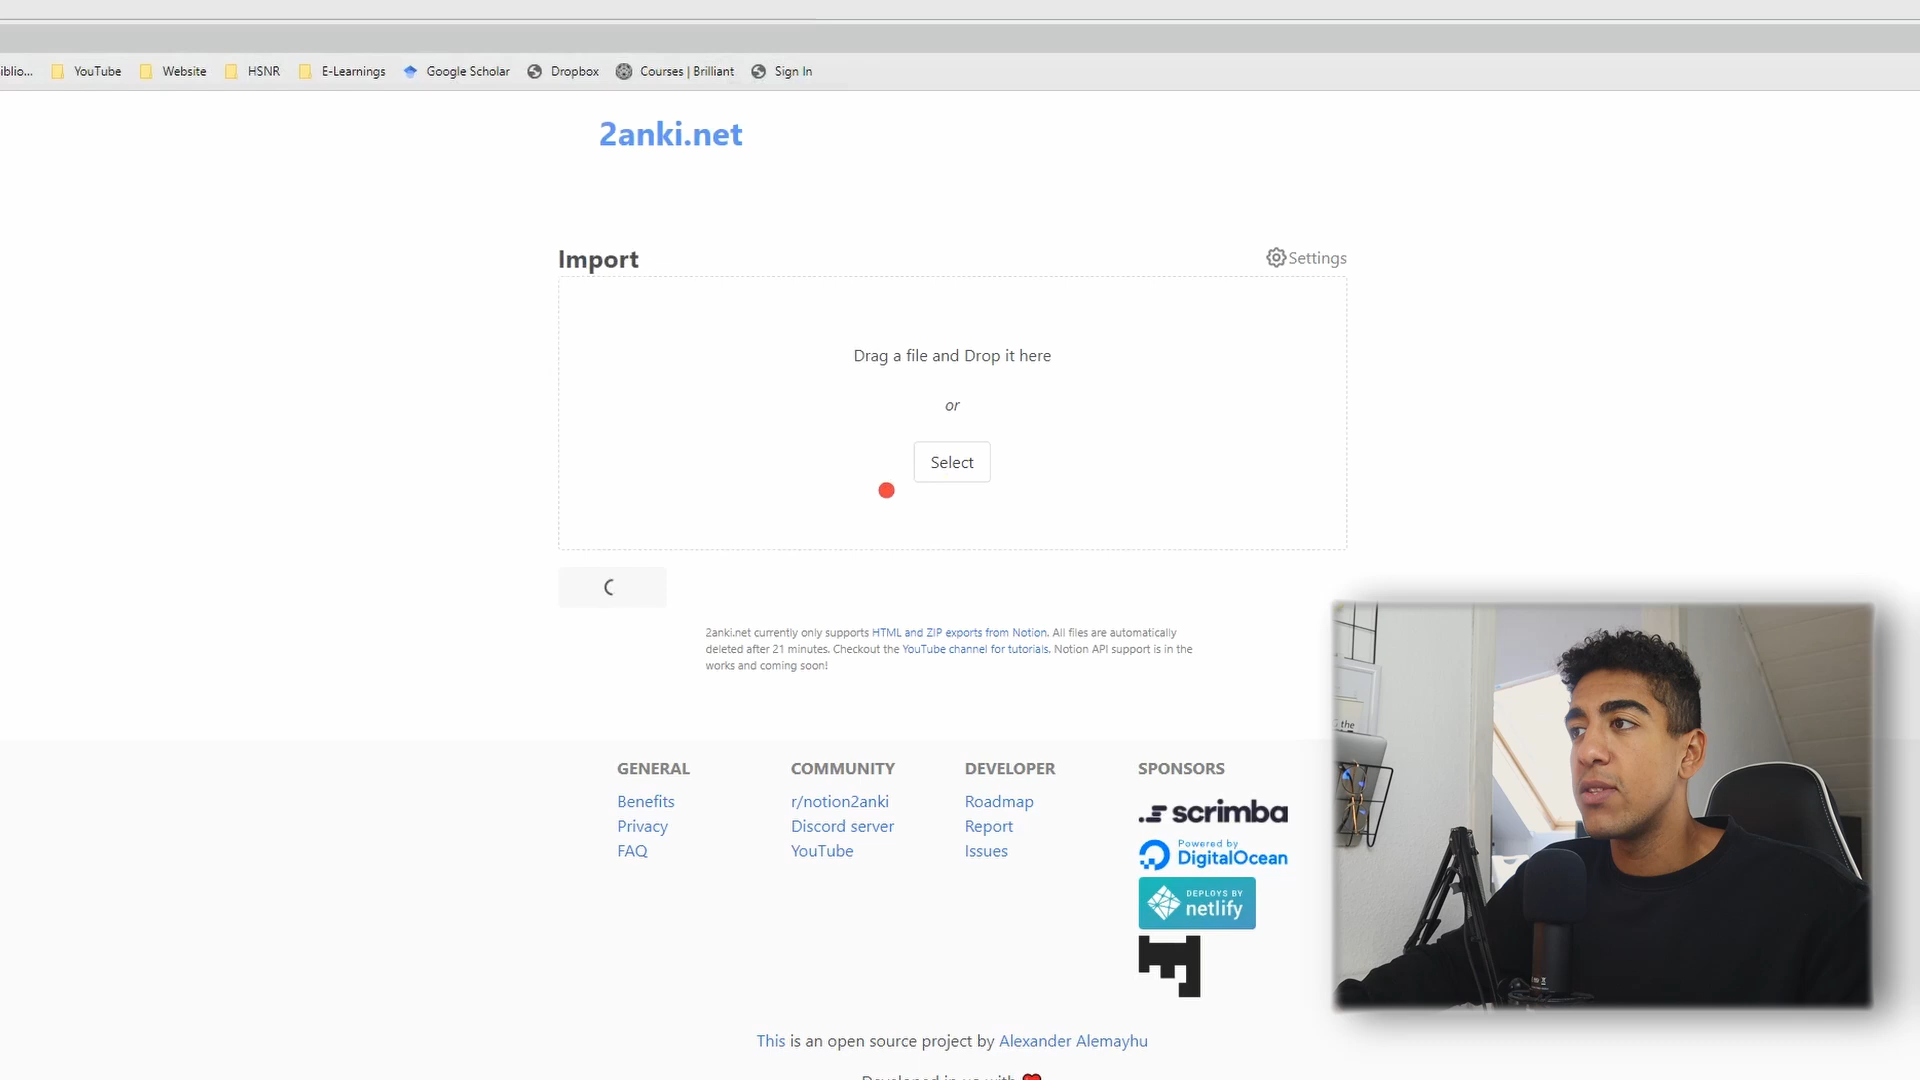 iblio...
YouTube
Website
HSNR
E-Learnings
Google Scholar
Dropbox
Courses | Brilliant
Sign In
2anki.net
Import
Settings
Drag a file and Drop it here
or
Select
2anki.net currently only supports HTML and ZIP exports from Notion. All files are automatically
deleted after 21 minutes. Checkout the YouTube channel for tutorials. Notion API support is in the
works and coming soon!
GENERAL
Benefits
Privacy
FAQ
COMMUNITY
r/notion2anki
Discord server
YouTube
DEVELOPER
Roadmap
Report
Issues
SPONSORS
scrimba
Powered by
DigitalOcean
DEPLOYS BY
netlify
the
This is an open source project by Alexander Alemayhu